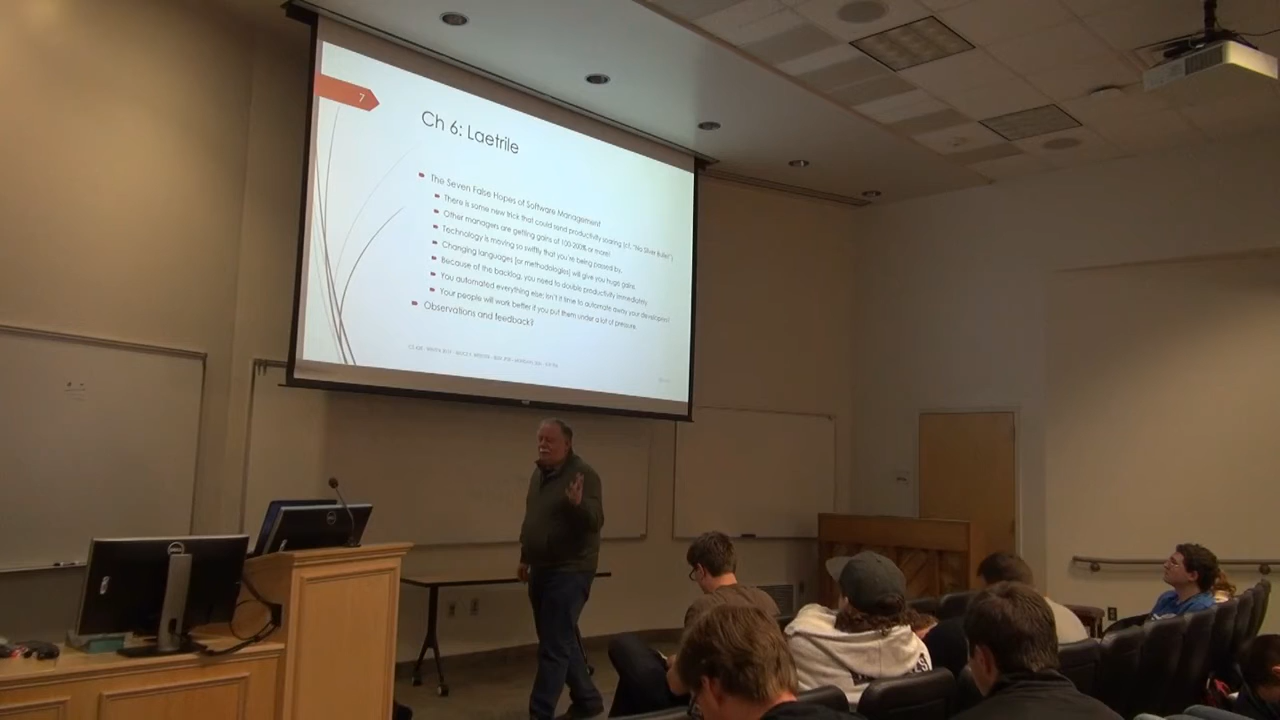 7
Ch 6: Laetrile
The Seven False Hopes of Software Management
There is some new trick that could send productivity soaring (cf. "No Silver Bullet")
Other managers are getting gains of 100-200% or more!
Technology is moving so swiftly that you're being passed by.
Changing languages (or methodologies) will give you huge gains.
Because of the backlog, you need to double productivity immediately.
You automated everything else; isn't it time to automate away your developers?
Your people will work better if you put them under a lot of pressure.
Observations and feedback?
DELL
DELL